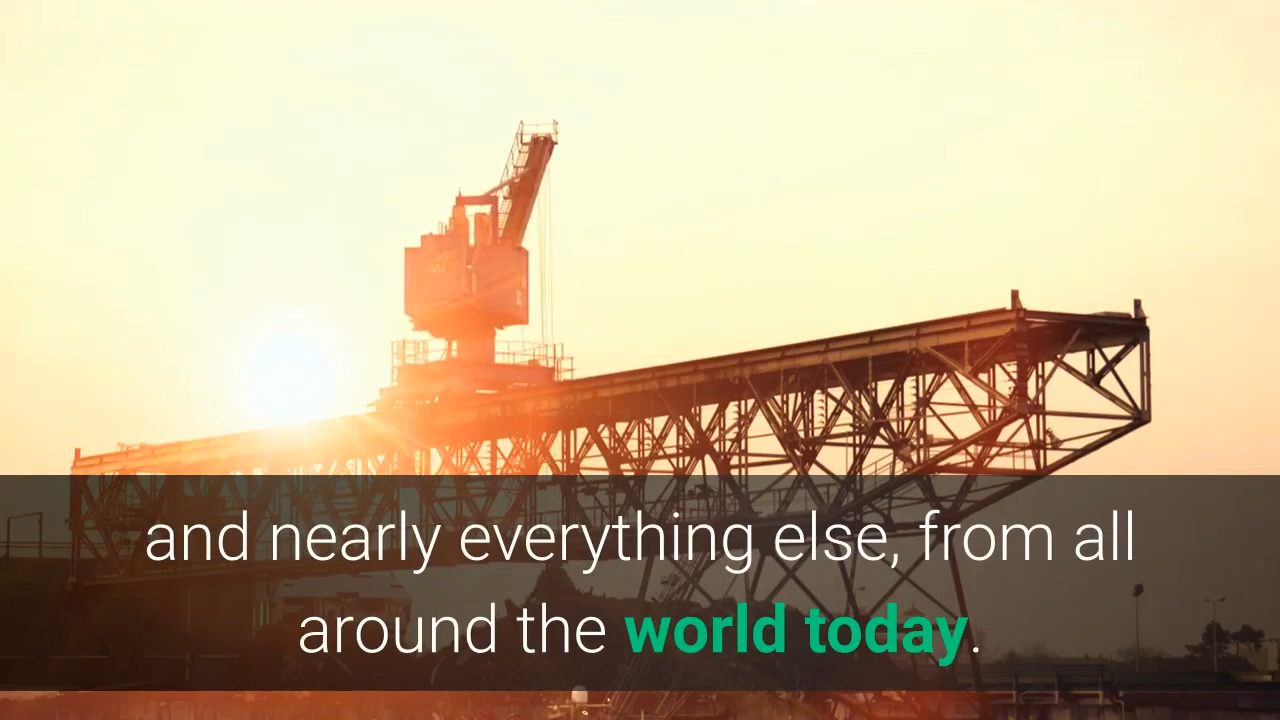 and nearly everything else, from all
around the world today.